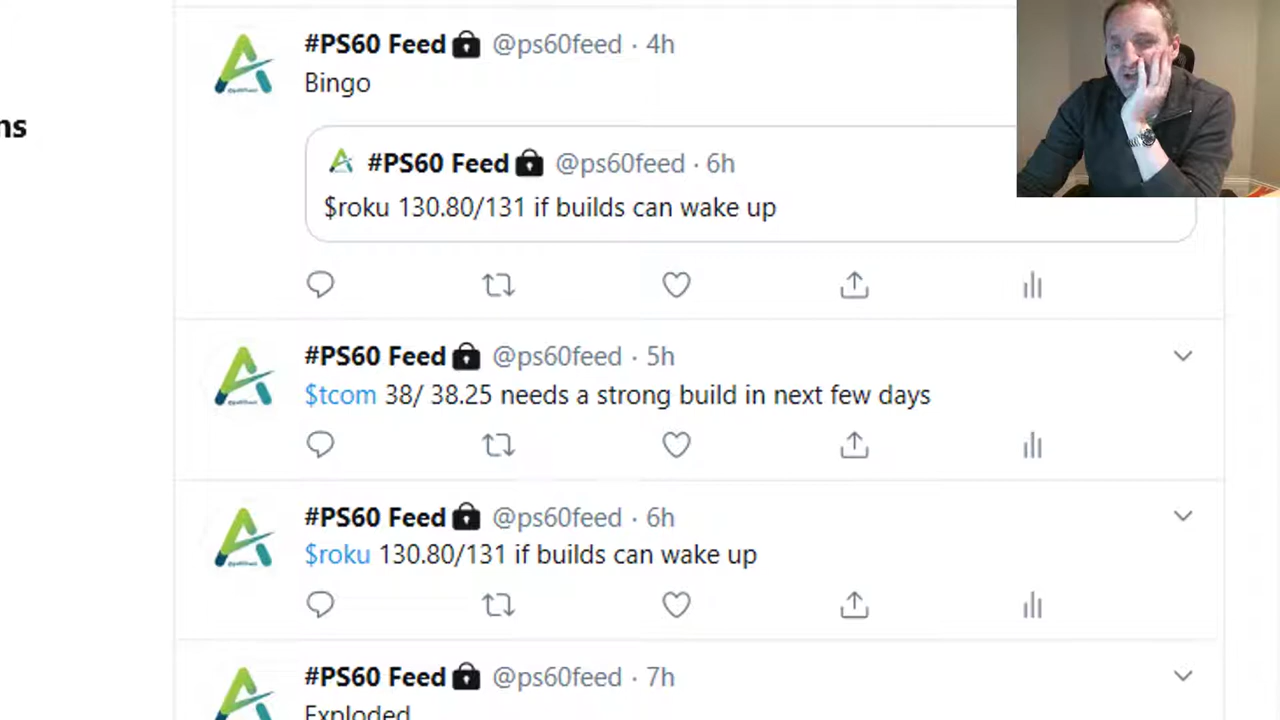 #PS60 Feed @ps60feed · 4h
Bingo
ns
#PS60 Feed @ps60feed · 6h
$roku 130.80/131 if builds can wake up
#PS60 Feed @ps60feed · 5h
$tcom 38/ 38.25 needs a strong build in next few days
#PS60 Feed @ps60feed · 6h
$roku 130.80/131 if builds can wake up
#PS60 Feed @ps60feed · 7h
Exploded